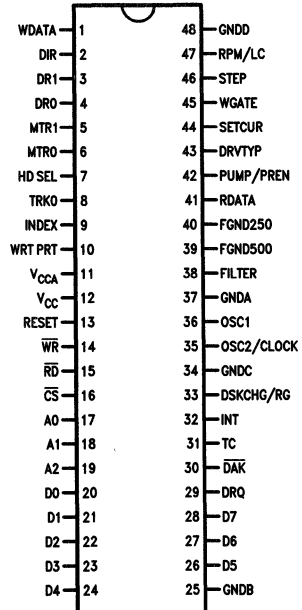 WDATA 1 48 GNDD
DIR 2 47 RPM/LC
DR1 3 46 STEP
DR0 4 45 WGATE
MTR1 5 44 SETCUR
MTR0 6 43 DRVTYP
HD SEL 7 42 PUMP/PREN
TRK0 8 41 RDATA
INDEX 9 40 FGND250
WRT PRT 10 39 FGND500
VCCA 11 38 FILTER
VCC 12 37 GNDA
RESET 13 36 OSC1
W̅R̅ 14 35 OSC2/CLOCK
R̅D̅ 15 34 GNDC
C̅S̅ 16 33 DSKCHG/RG
A0 17 32 INT
A1 18 31 TC
A2 19 30 D̅A̅K̅
D0 20 29 DRQ
D1 21 28 D7
D2 22 27 D6
D3 23 26 D5
D4 24 25 GNDB